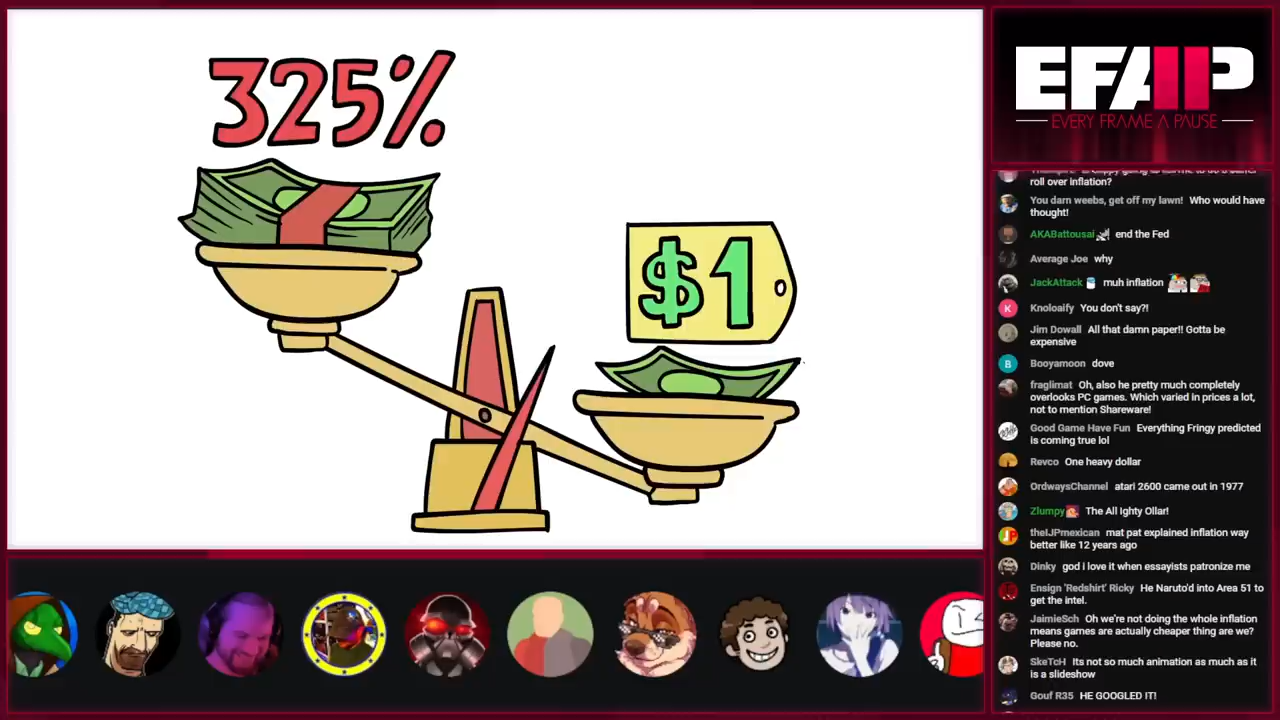 325%
$1
EFAP
EVERY FRAME A PAUSE
roll over inflation?
You darn weebs, get off my lawn! Who would have
thought!
AKABattousai end the Fed
Average Joe why
JackAttack muh inflation
Knoloaify You don't say?!
Jim Dowall All that damn paper!! Gotta be
expensive
Booyamoon dove
fraglimat Oh, also he pretty much completely
overlooks PC games. Which varied in prices a lot,
not to mention Shareware!
Good Game Have Fun Everything Fringy predicted
is coming true lol
Revco One heavy dollar
OrdwaysChannel atari 2600 came out in 1977
Zlumpy The All Ighty Ollar!
theIJPmexican mat pat explained inflation way
better like 12 years ago
Dinky god i love it when essayists patronize me
Ensign 'Redshirt' Ricky He Naruto'd into Area 51 to
get the intel.
JaimieSch Oh we're not doing the whole inflation
means games are actually cheaper thing are we?
Please no.
SkeTcH Its not so much animation as much as it
is a slideshow
Gouf R35 HE GOOGLED IT!